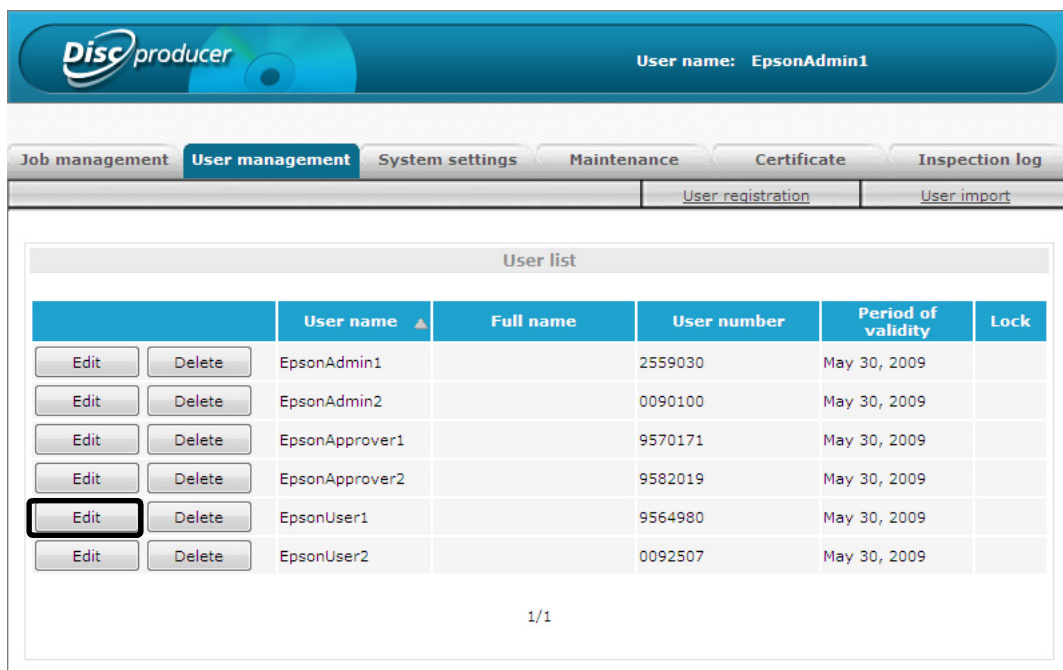 Disc producer
User name: EpsonAdmin1
Job management User management System settings Maintenance Certificate Inspection log
User registration User import
User list
User name Full name User number Period of validity Lock
Edit Delete EpsonAdmin1 2559030 May 30, 2009
Edit Delete EpsonAdmin2 0090100 May 30, 2009
Edit Delete EpsonApprover1 9570171 May 30, 2009
Edit Delete EpsonApprover2 9582019 May 30, 2009
Edit Delete EpsonUser1 9564980 May 30, 2009
Edit Delete EpsonUser2 0092507 May 30, 2009
1/1